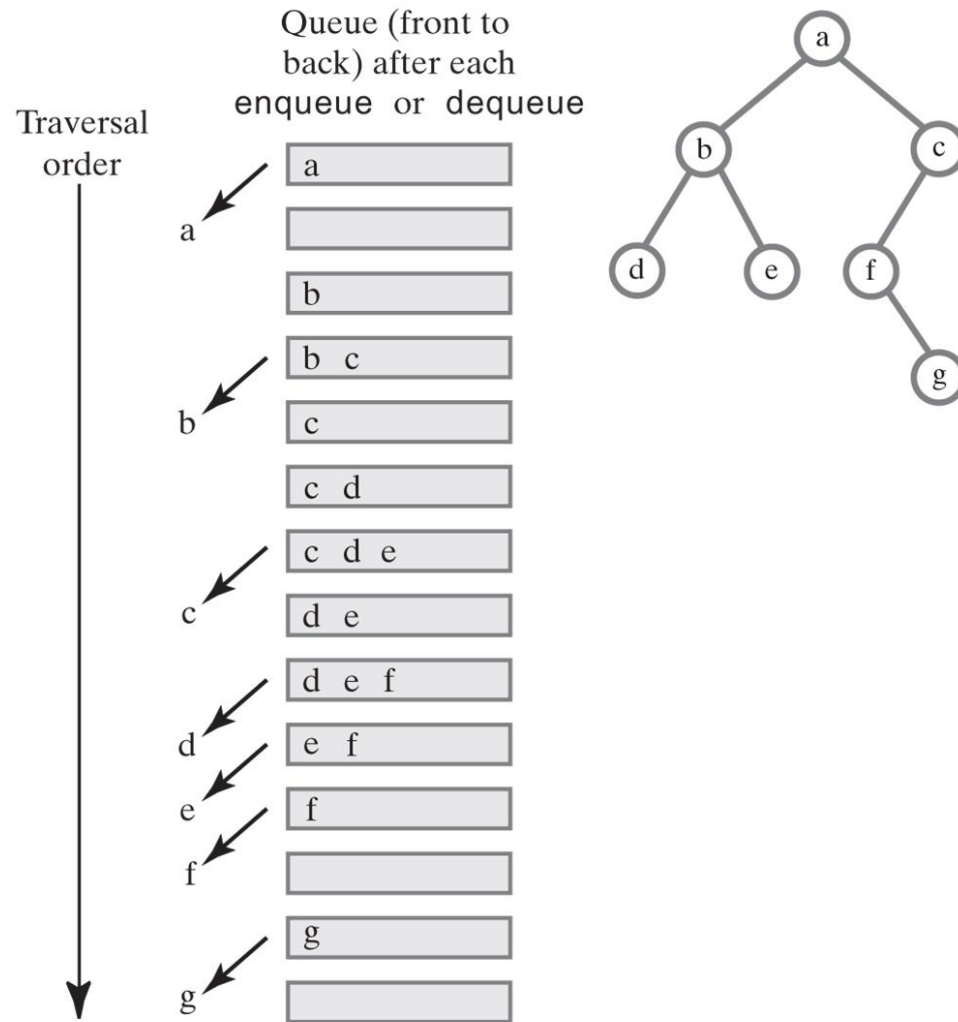 Queue (front to
back) after each
enqueue or dequeue
Traversal
order
a
a
b
b c
b
c
c d
c d e
c
d e
d e f
d
e f
e
f
f
g
g
a
b
c
d
e
f
g